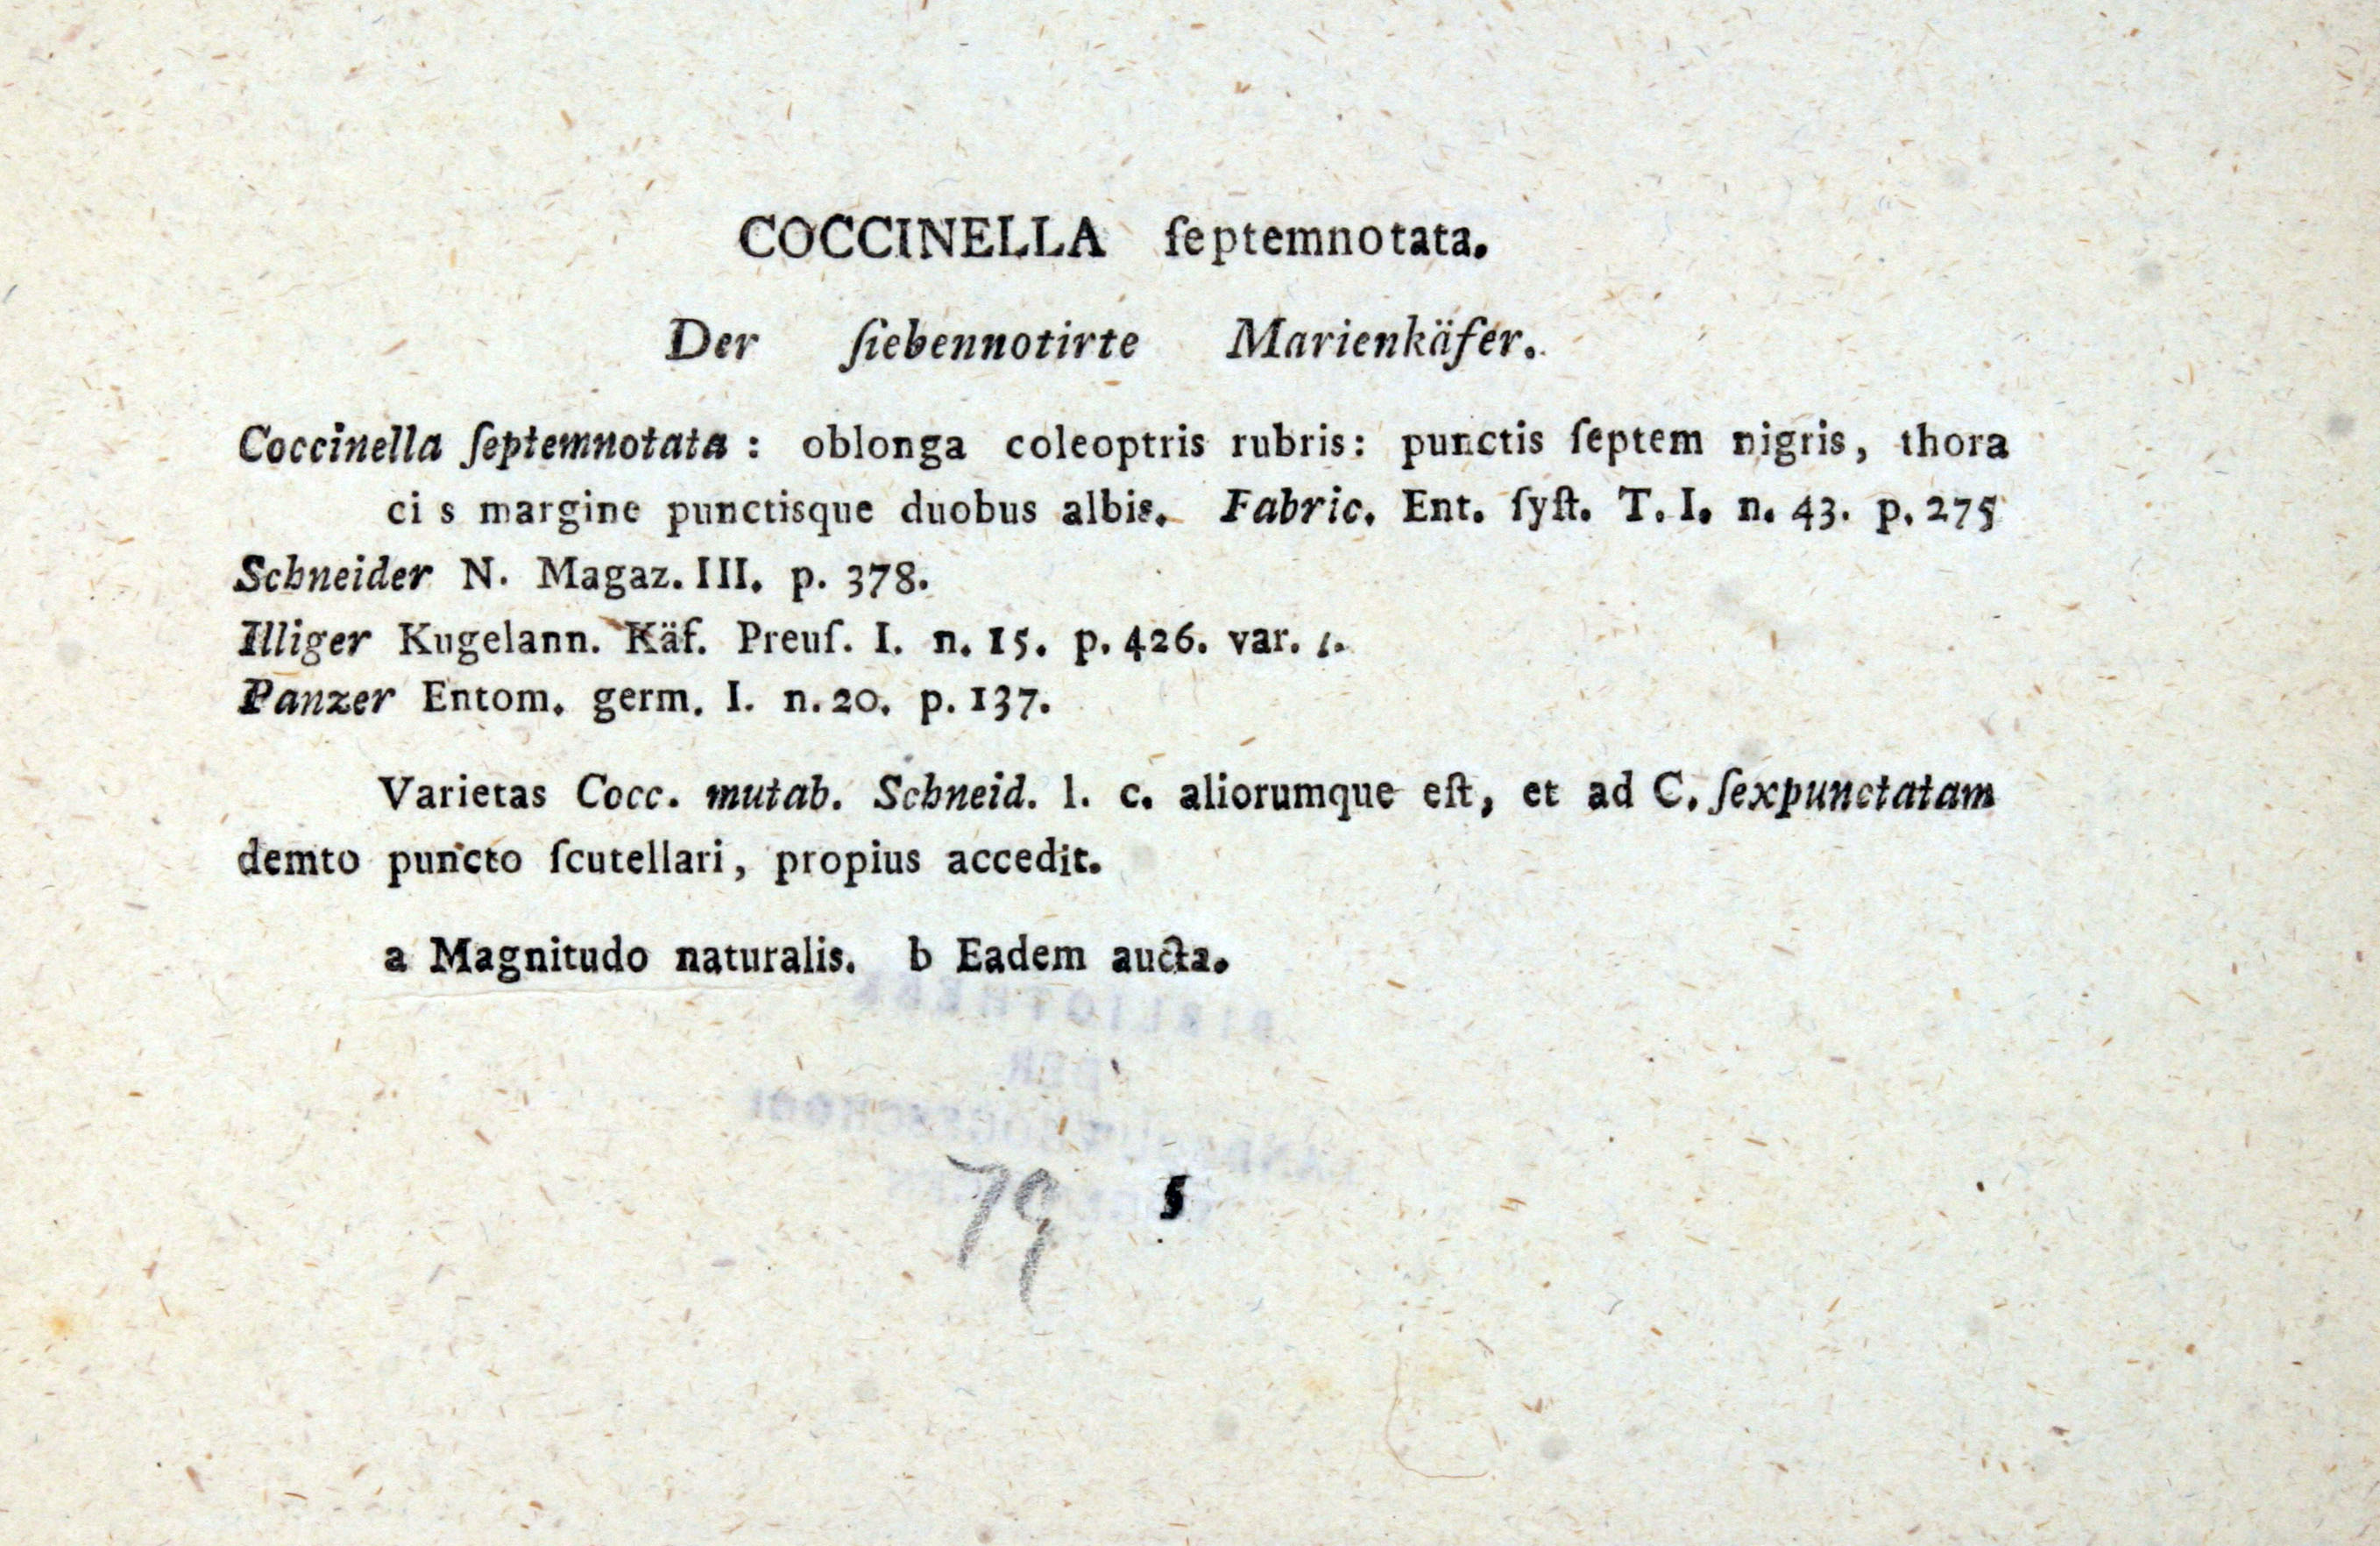 COCCINELLA ſeptemnotata.
Der ſiebennotirte Marienkäfer.
Coccinella ſeptemnotata : oblonga coleoptris rubris: punctis ſeptem nigris, thora
ci s margine punctisque duobus albis. Fabric. Ent. ſyſt. T. I. n. 43. p. 275
Schneider N. Magaz. III. p. 378.
Illiger Kugelann. Käf. Preuſ. I. n. 15. p. 426. var.
Panzer Entom. germ. I. n. 20. p. 137.
Varietas Cocc. mutab. Schneid. l. c. aliorumque eſt, et ad C. ſexpunctatam
demto puncto ſcutellari, propius accedit.
a Magnitudo naturalis. b Eadem aucta.
BIBLIOTHEEK
DER
79 5